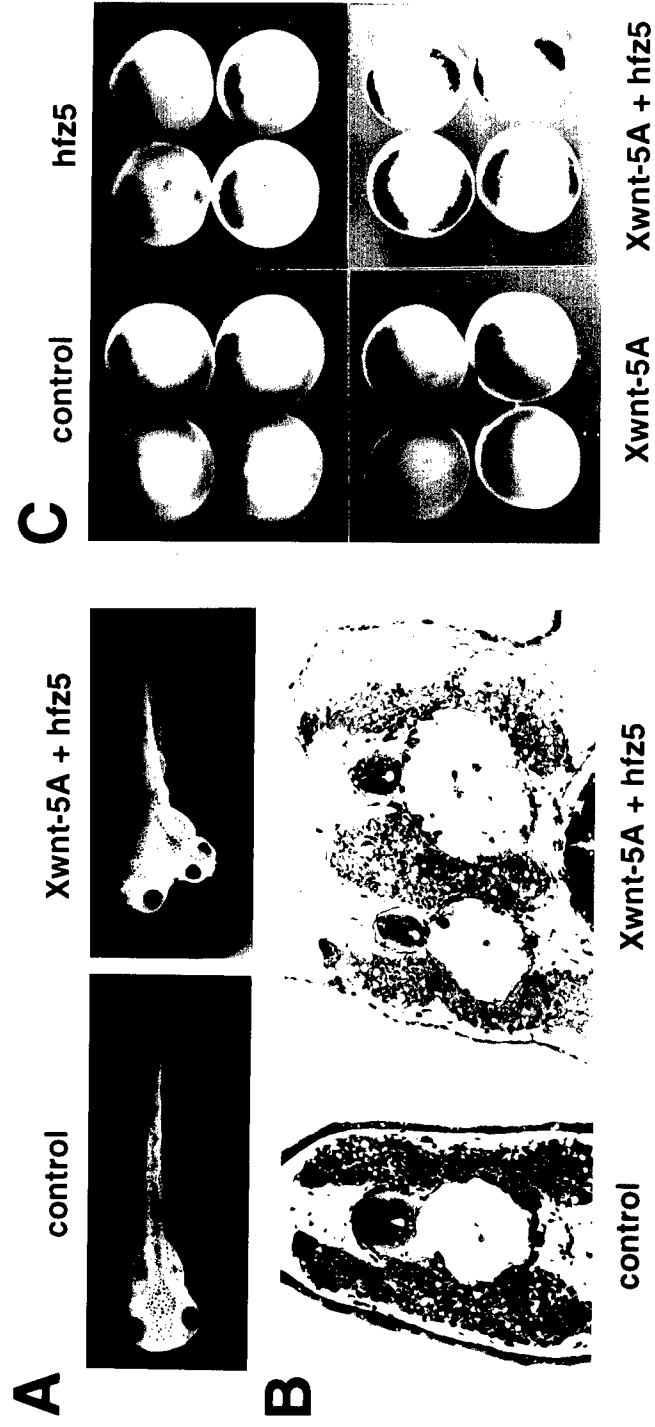 A
control
Xwnt-5A + hfz5
B
control
Xwnt-5A + hfz5
C
control
hfz5
Xwnt-5A
Xwnt-5A + hfz5